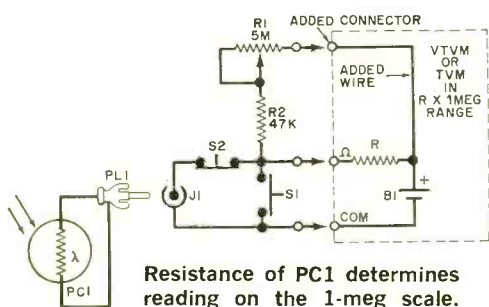 ADDED CONNECTOR
R1
5M
VTVM
OR
TVM
IN
R X 1MEG
RANGE
ADDED
WIRE
R2
47K
S2
Ω
R
+
PL1
J1
S1
B1
COM
λ
PC1
Resistance of PC1 determines
reading on the 1-meg scale.